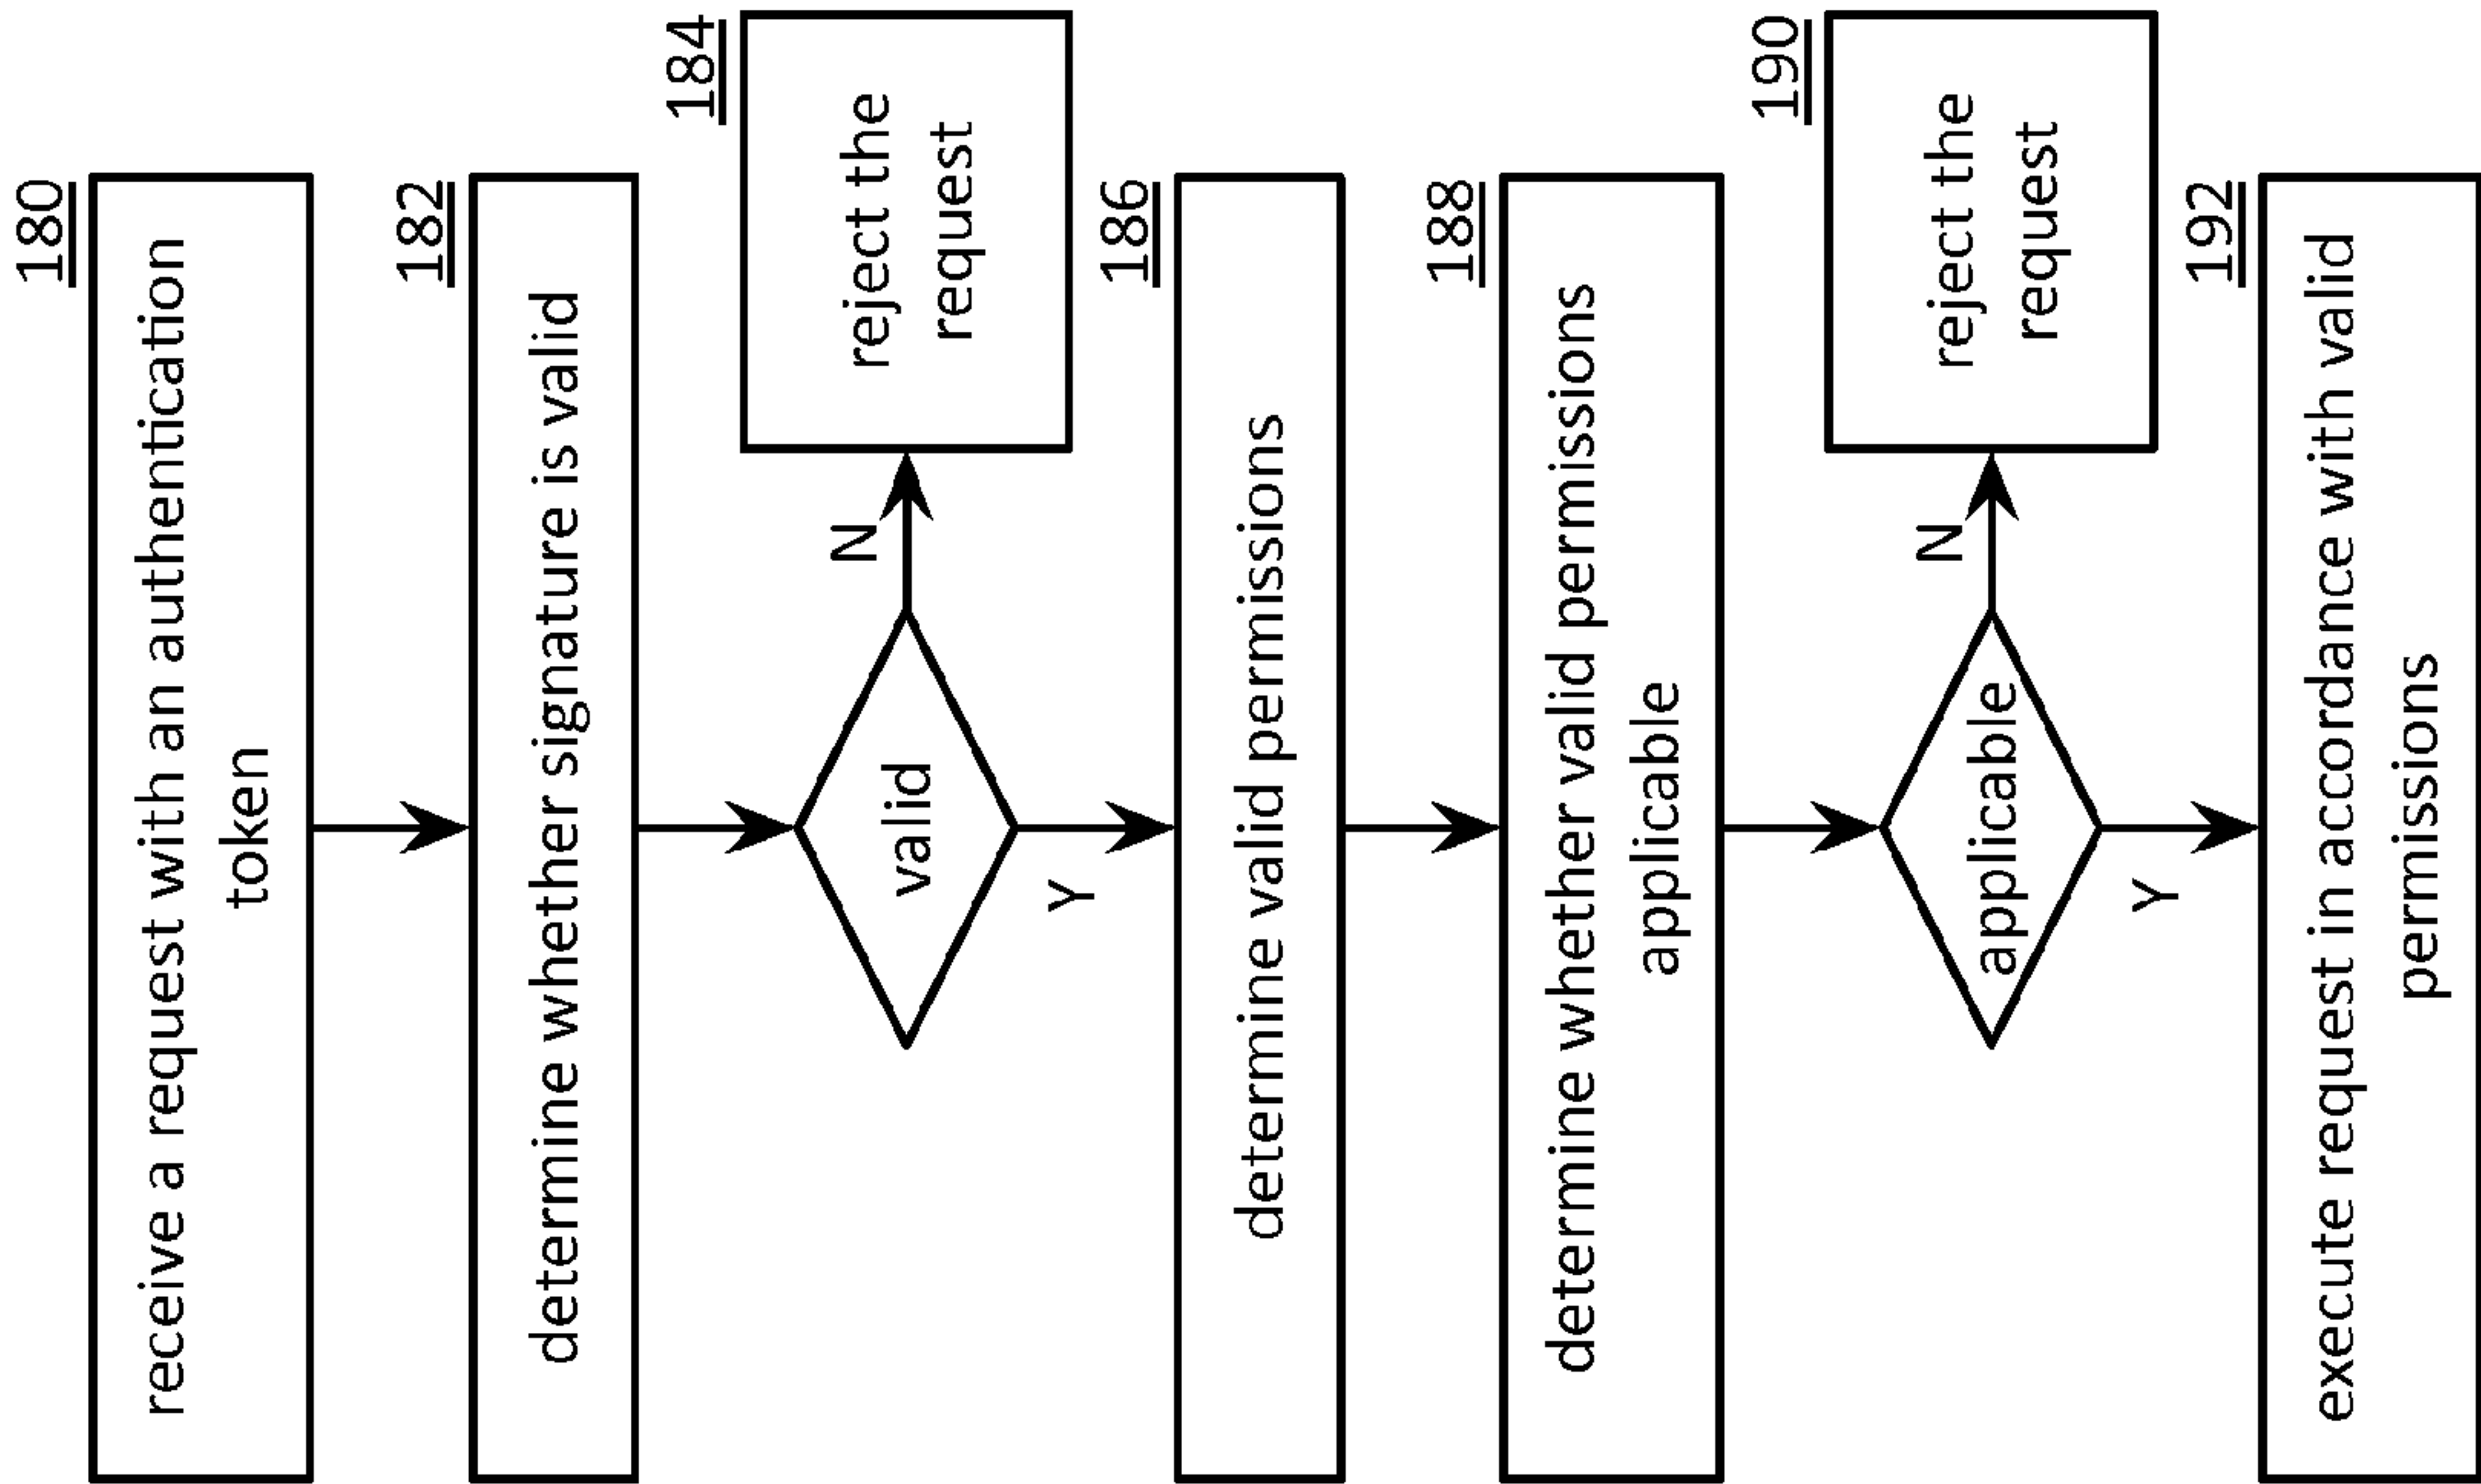 180
receive a request with an authentication
token
182
determine whether signature is valid
valid
N
184
reject the
request
Y
186
determine valid permissions
188
determine whether valid permissions
applicable
applicable
N
190
reject the
request
Y
192
execute request in accordance with valid
permissions